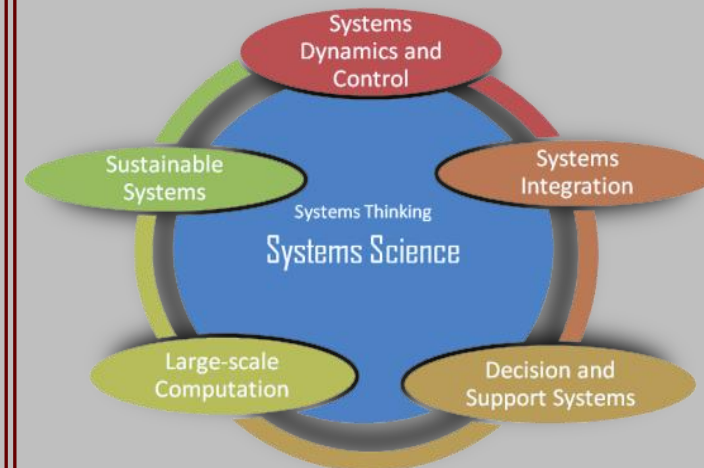 Systems
Dynamics and
Control
Sustainable
Systems
Systems
Integration
Systems Thinking
Systems Science
Large-scale
Computation
Decision and
Support Systems